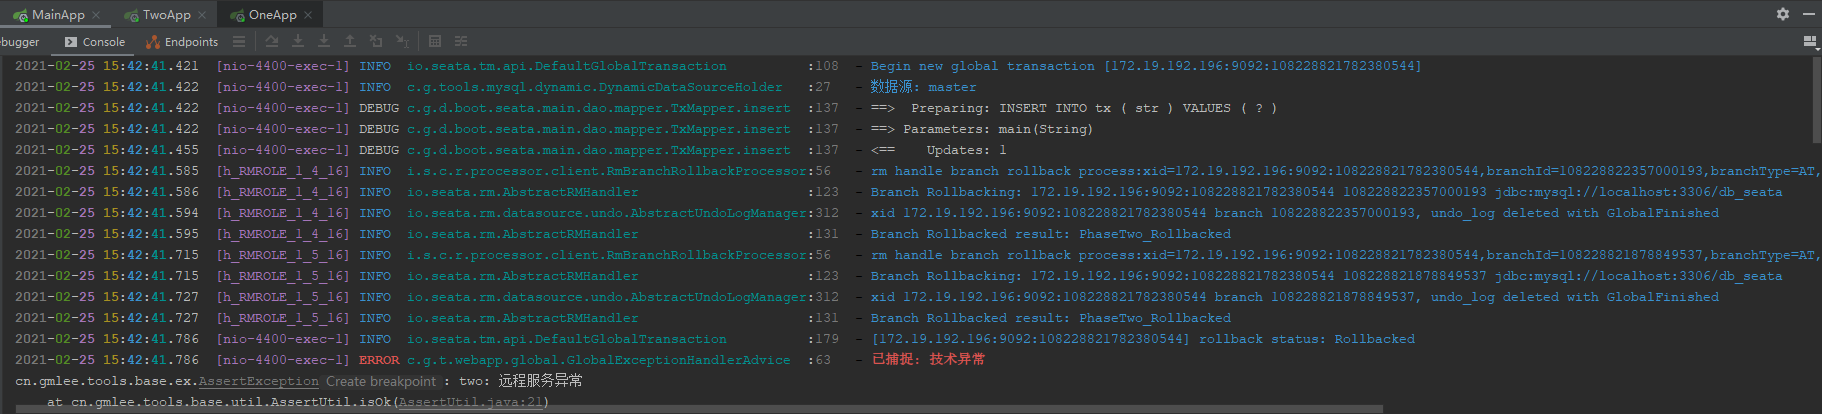 MainApp × TwoApp × OneApp ×
bugger Console Endpoints
2021-02-25 15:42:41.421 [nio-4400-exec-1] INFO io.seata.tm.api.DefaultGlobalTransaction :108 - Begin new global transaction [172.19.192.196:9092:108228821782380544]
2021-02-25 15:42:41.422 [nio-4400-exec-1] INFO c.g.tools.mysql.dynamic.DynamicDataSourceHolder :27 - 数据源: master
2021-02-25 15:42:41.422 [nio-4400-exec-1] DEBUG c.g.d.boot.seata.main.dao.mapper.TxMapper.insert :137 - ==> Preparing: INSERT INTO tx ( str ) VALUES ( ? )
2021-02-25 15:42:41.422 [nio-4400-exec-1] DEBUG c.g.d.boot.seata.main.dao.mapper.TxMapper.insert :137 - ==> Parameters: main(String)
2021-02-25 15:42:41.455 [nio-4400-exec-1] DEBUG c.g.d.boot.seata.main.dao.mapper.TxMapper.insert :137 - <== Updates: 1
2021-02-25 15:42:41.585 [h_RMROLE_1_4_16] INFO i.s.c.r.processor.client.RmBranchRollbackProcessor:56 - rm handle branch rollback process:xid=172.19.192.196:9092:108228821782380544,branchId=108228822357000193,branchType=AT,
2021-02-25 15:42:41.586 [h_RMROLE_1_4_16] INFO io.seata.rm.AbstractRMHandler :123 - Branch Rollbacking: 172.19.192.196:9092:108228821782380544 108228822357000193 jdbc:mysql://localhost:3306/db_seata
2021-02-25 15:42:41.594 [h_RMROLE_1_4_16] INFO io.seata.rm.datasource.undo.AbstractUndoLogManager:312 - xid 172.19.192.196:9092:108228821782380544 branch 108228822357000193, undo_log deleted with GlobalFinished
2021-02-25 15:42:41.595 [h_RMROLE_1_4_16] INFO io.seata.rm.AbstractRMHandler :131 - Branch Rollbacked result: PhaseTwo_Rollbacked
2021-02-25 15:42:41.715 [h_RMROLE_1_5_16] INFO i.s.c.r.processor.client.RmBranchRollbackProcessor:56 - rm handle branch rollback process:xid=172.19.192.196:9092:108228821782380544,branchId=108228821878849537,branchType=AT,
2021-02-25 15:42:41.715 [h_RMROLE_1_5_16] INFO io.seata.rm.AbstractRMHandler :123 - Branch Rollbacking: 172.19.192.196:9092:108228821782380544 108228821878849537 jdbc:mysql://localhost:3306/db_seata
2021-02-25 15:42:41.727 [h_RMROLE_1_5_16] INFO io.seata.rm.datasource.undo.AbstractUndoLogManager:312 - xid 172.19.192.196:9092:108228821782380544 branch 108228821878849537, undo_log deleted with GlobalFinished
2021-02-25 15:42:41.727 [h_RMROLE_1_5_16] INFO io.seata.rm.AbstractRMHandler :131 - Branch Rollbacked result: PhaseTwo_Rollbacked
2021-02-25 15:42:41.786 [nio-4400-exec-1] INFO io.seata.tm.api.DefaultGlobalTransaction :179 - [172.19.192.196:9092:108228821782380544] rollback status: Rollbacked
2021-02-25 15:42:41.786 [nio-4400-exec-1] ERROR c.g.t.webapp.global.GlobalExceptionHandlerAdvice :63 - 已捕捉: 技术异常
cn.gmlee.tools.base.ex.AssertException Create breakpoint : two: 远程服务异常
at cn.gmlee.tools.base.util.AssertUtil.isOk(AssertUtil.java:21)